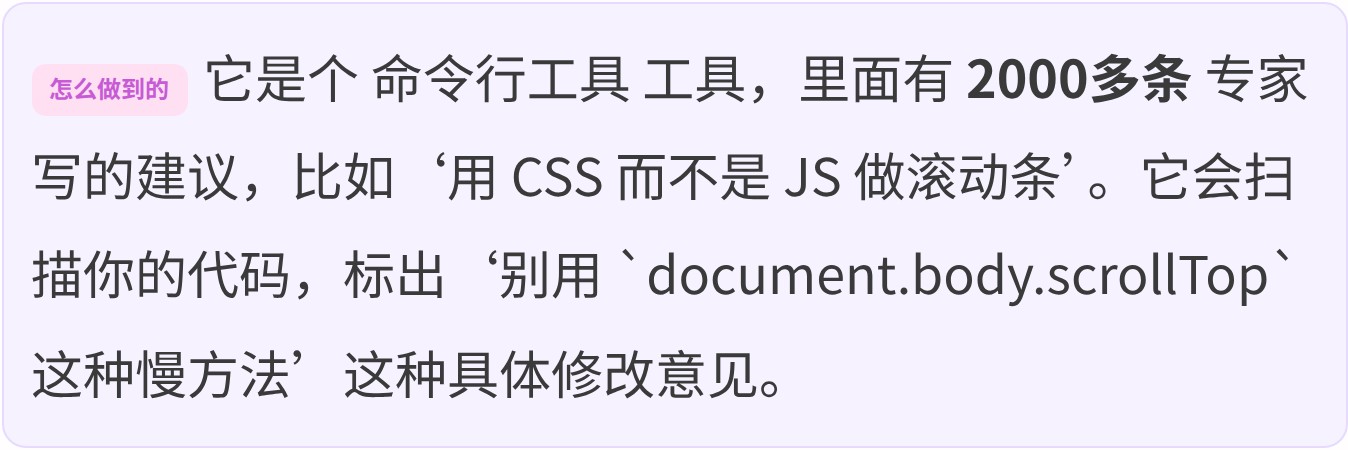 怎么做到的 它是个 命令行工具 工具，里面有 2000多条 专家
写的建议，比如‘用 CSS 而不是 JS 做滚动条’。它会扫
描你的代码，标出‘别用 `document.body.scrollTop`
这种慢方法’这种具体修改意见。